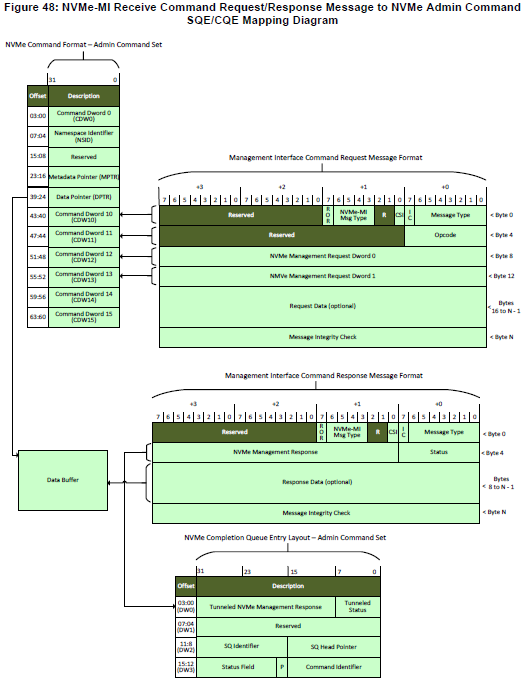 Figure 48: NVMe-MI Receive Command Request/Response Message to NVMe Admin Command
SQE/CQE Mapping Diagram
NVMe Command Format – Admin Command Set
31 0
Offset Description
03:00 Command Dword 0 (CDW0)
07:04 Namespace Identifier (NSID)
15:08 Reserved
23:16 Metadata Pointer (MPTR)
39:24 Data Pointer (DPTR)
43:40 Command Dword 10 (CDW10)
47:44 Command Dword 11 (CDW11)
51:48 Command Dword 12 (CDW12)
55:52 Command Dword 13 (CDW13)
59:56 Command Dword 14 (CDW14)
63:60 Command Dword 15 (CDW15)
Management Interface Command Request Message Format
+3 +2 +1 +0
7 6 5 4 3 2 1 0 7 6 5 4 3 2 1 0 7 6 5 4 3 2 1 0 7 6 5 4 3 2 1 0
Reserved ROR NVMe-MI Msg Type R CSI IC Message Type < Byte 0
Reserved Opcode < Byte 4
NVMe Management Request Dword 0 < Byte 8
NMVe Management Request Dword 1 < Byte 12
Request Data (optional) Bytes < 16 to N - 1
Message Integrity Check < Byte N
Management Interface Command Response Message Format
+3 +2 +1 +0
7 6 5 4 3 2 1 0 7 6 5 4 3 2 1 0 7 6 5 4 3 2 1 0 7 6 5 4 3 2 1 0
Reserved ROR NVMe-MI Msg Type R CSI IC Message Type < Byte 0
NVMe Management Response Status < Byte 4
Response Data (optional) Bytes < 8 to N - 1
Message Integrity Check < Byte N
Data Buffer
NVMe Completion Queue Entry Layout – Admin Command Set
31 23 15 7 0
Offset Description
03:00 (DW0) Tunneled NVMe Management Response Tunneled Status
07:04 (DW1) Reserved
11:8 (DW2) SQ Identifier SQ Head Pointer
15:12 (DW3) Status Field P Command Identifier